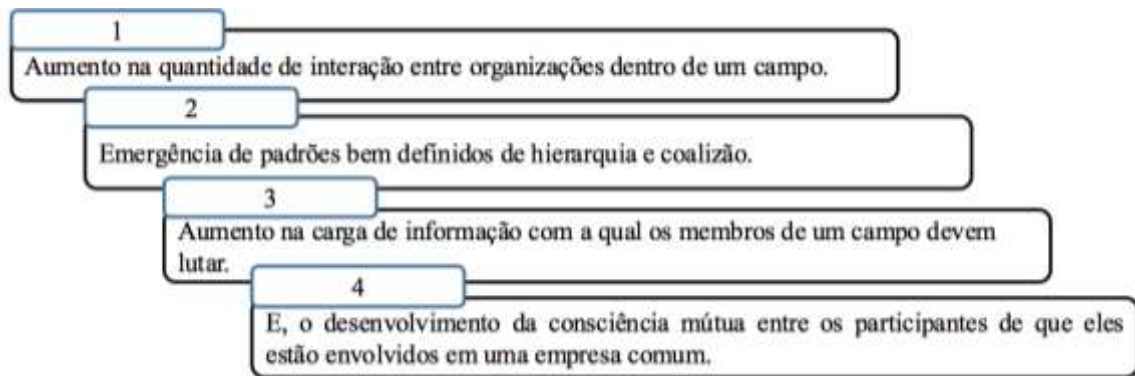 1
Aumento na quantidade de interação entre organizações dentro de um campo.
2
Emergência de padrões bem definidos de hierarquia e coalizão.
3
Aumento na carga de informação com a qual os membros de um campo devem
lutar.
4
E, o desenvolvimento da consciência mútua entre os participantes de que eles
estão envolvidos em uma empresa comum.